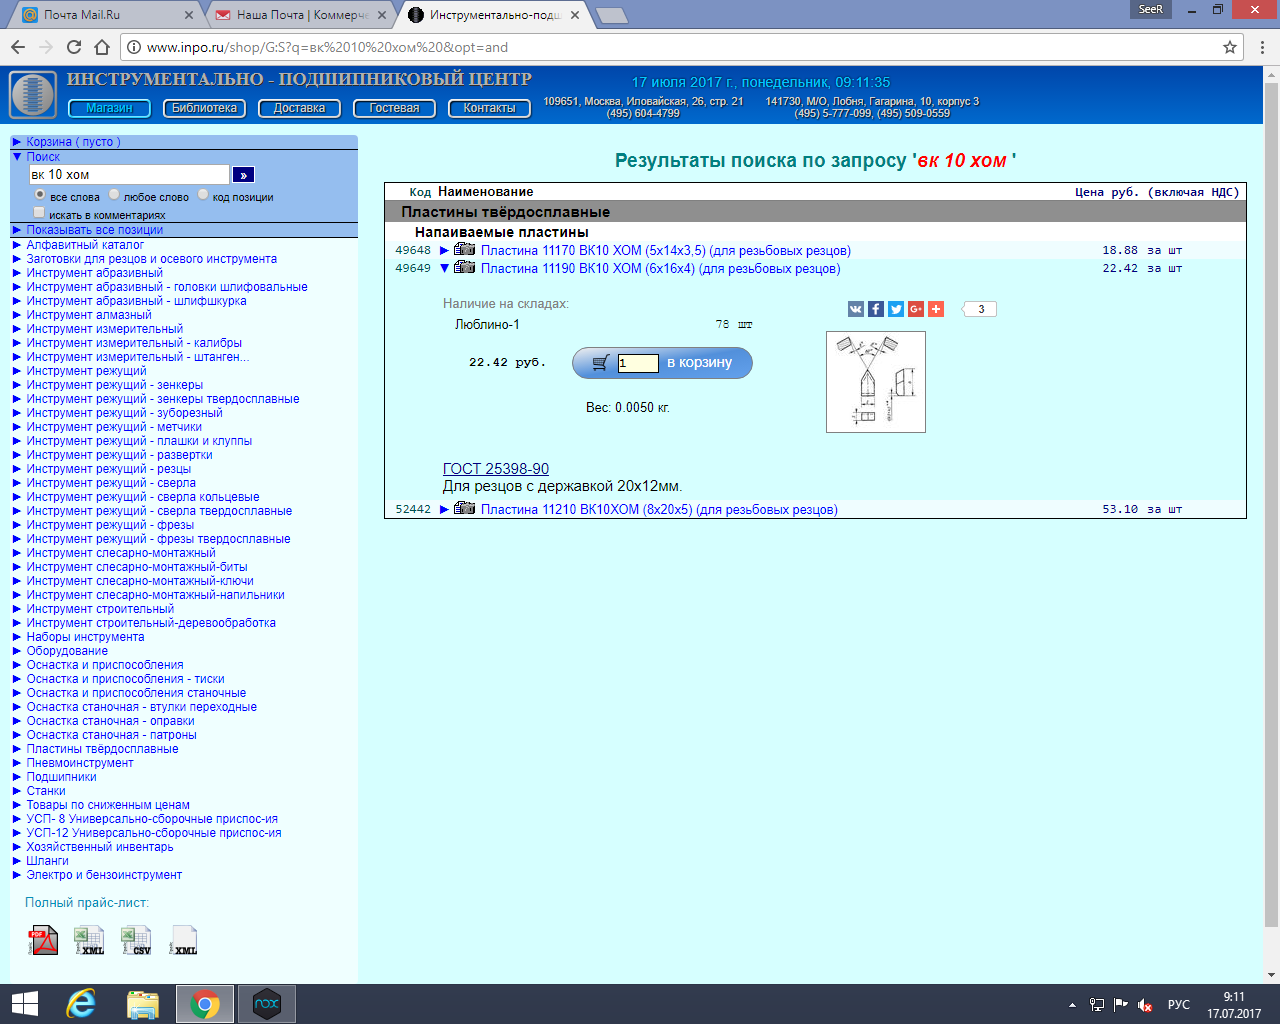 Почта Mail.Ru
Наша Почта | Коммерче
Инструментально-подш
SeeR
www.inpo.ru/shop/G:S?q=вк%2010%20хом%20&opt=and
ИНСТРУМЕНТАЛЬНО - ПОДШИПНИКОВЫЙ ЦЕНТР
17 июля 2017 г., понедельник, 09:11:35
Магазин
Библиотека
Доставка
Гостевая
Контакты
109651, Москва, Иловайская, 26, стр. 21
(495) 604-4799
141730, М/О, Лобня, Гагарина, 10, корпус 3
(495) 5-777-099, (495) 509-0559
Корзина ( пусто )
Поиск
вк 10 хом
»
все слова
любое слово
код позиции
искать в комментариях
Показывать все позиции
Алфавитный каталог
Заготовки для резцов и осевого инструмента
Инструмент абразивный
Инструмент абразивный - головки шлифовальные
Инструмент абразивный - шлифшкурка
Инструмент алмазный
Инструмент измерительный
Инструмент измерительный - калибры
Инструмент измерительный - штанген...
Инструмент режущий
Инструмент режущий - зенкеры
Инструмент режущий - зенкеры твердосплавные
Инструмент режущий - зуборезный
Инструмент режущий - метчики
Инструмент режущий - плашки и клуппы
Инструмент режущий - развертки
Инструмент режущий - резцы
Инструмент режущий - сверла
Инструмент режущий - сверла кольцевые
Инструмент режущий - сверла твердосплавные
Инструмент режущий - фрезы
Инструмент режущий - фрезы твердосплавные
Инструмент слесарно-монтажный
Инструмент слесарно-монтажный-биты
Инструмент слесарно-монтажный-ключи
Инструмент слесарно-монтажный-напильники
Инструмент строительный
Инструмент строительный-деревообработка
Наборы инструмента
Оборудование
Оснастка и приспособления
Оснастка и приспособления - тиски
Оснастка и приспособления станочные
Оснастка станочная - втулки переходные
Оснастка станочная - оправки
Оснастка станочная - патроны
Пластины твёрдосплавные
Пневмоинструмент
Подшипники
Станки
Товары по сниженным ценам
УСП- 8 Универсально-сборочные приспос-ия
УСП-12 Универсально-сборочные приспос-ия
Хозяйственный инвентарь
Шланги
Электро и бензоинструмент
Полный прайс-лист:
PDF
XML
CSV
XML
Результаты поиска по запросу 'вк 10 хом '
Код Наименование Цена руб. (включая НДС)
Пластины твёрдосплавные
Напаиваемые пластины
49648 Пластина 11170 ВК10 ХОМ (5х14х3,5) (для резьбовых резцов) 18.88 за шт
49649 Пластина 11190 ВК10 ХОМ (6х16х4) (для резьбовых резцов) 22.42 за шт
Наличие на складах:
Люблино-1 78 шт
3
22.42 руб.
1
в корзину
Вес: 0.0050 кг.
ГОСТ 25398-90
Для резцов с державкой 20х12мм.
52442 Пластина 11210 ВК10ХОМ (8х20х5) (для резьбовых резцов) 53.10 за шт
nox
РУС
9:11
17.07.2017